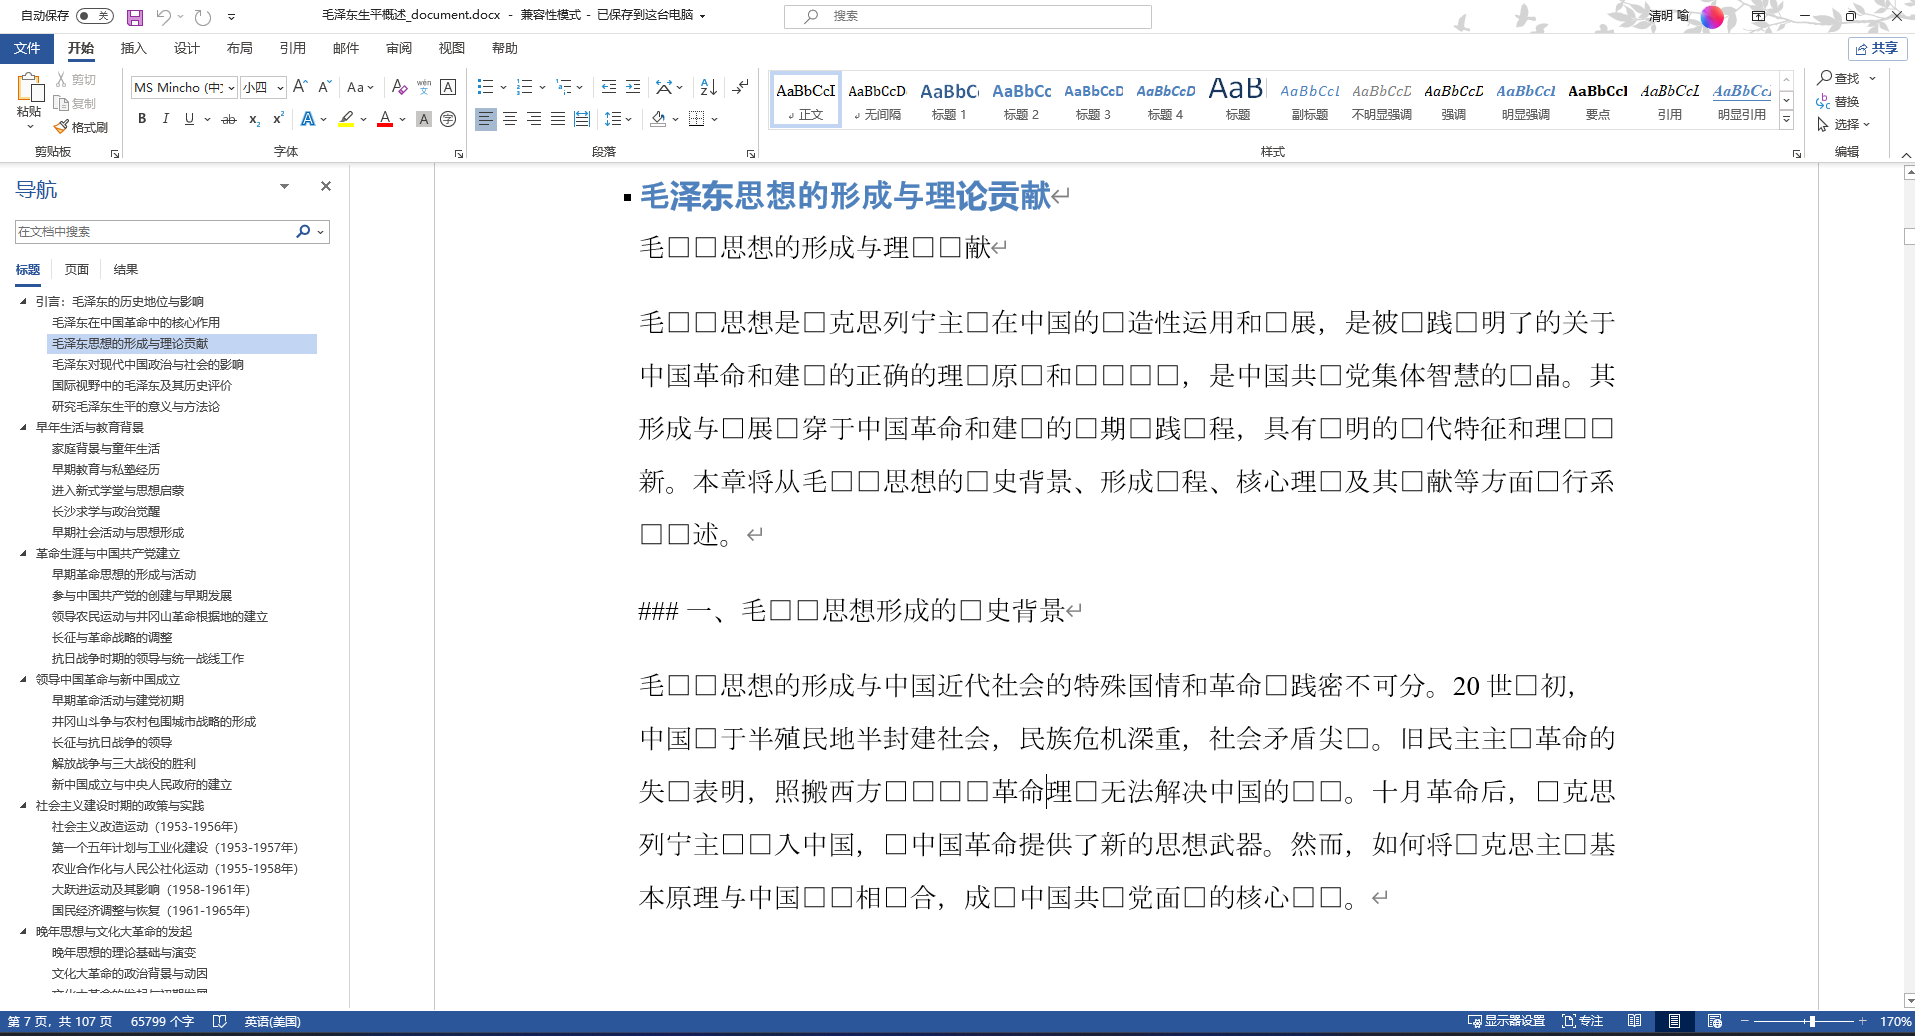 自动保存 关 毛泽东生平概述_document.docx - 兼容性模式 - 已保存到这台电脑 搜索 清明 喻
文件 开始 插入 设计 布局 引用 邮件 审阅 视图 帮助 共享
粘贴 剪切 复制 格式刷
MS Mincho (中文 小四
AaBbCcI AaBbCcD AaBbC AaBbCc AaBbCcD AaBbCcD AaB AaBbCcL AaBbCcD AaBbCcD AaBbCcI AaBbCcI AaBbCcL AaBbCcI
正文 无间隔 标题 1 标题 2 标题 3 标题 4 标题 副标题 不明显强调 强调 明显强调 要点 引用 明显引用
查找 替换 选择
剪贴板 字体 段落 样式 编辑
导航
在文档中搜索
标题 页面 结果
引言：毛泽东的历史地位与影响
毛泽东在中国革命中的核心作用
毛泽东思想的形成与理论贡献
毛泽东对现代中国政治与社会的影响
国际视野中的毛泽东及其历史评价
研究毛泽东生平的意义与方法论
早年生活与教育背景
家庭背景与童年生活
早期教育与私塾经历
进入新式学堂与思想启蒙
长沙求学与政治觉醒
早期社会活动与思想形成
革命生涯与中国共产党建立
早期革命思想的形成与活动
参与中国共产党的创建与早期发展
领导农民运动与井冈山革命根据地的建立
长征与革命战略的调整
抗日战争时期的领导与统一战线工作
领导中国革命与新中国成立
早期革命活动与建党初期
井冈山斗争与农村包围城市战略的形成
长征与抗日战争的领导
解放战争与三大战役的胜利
新中国成立与中央人民政府的建立
社会主义建设时期的政策与实践
社会主义改造运动（1953-1956年）
第一个五年计划与工业化建设（1953-1957年）
农业合作化与人民公社化运动（1955-1958年）
大跃进运动及其影响（1958-1961年）
国民经济调整与恢复（1961-1965年）
晚年思想与文化大革命的发起
晚年思想的理论基础与演变
文化大革命的政治背景与动因
毛泽东思想的形成与理论贡献
毛□□思想的形成与理□□献
毛□□思想是□克思列宁主□在中国的□造性运用和□展，是被□践□明了的关于
中国革命和建□的正确的理□原□和□□□□，是中国共□党集体智慧的□晶。其
形成与□展□穿于中国革命和建□的□期□践□程，具有□明的□代特征和理□□
新。本章将从毛□□思想的□史背景、形成□程、核心理□及其□献等方面□行系
□□述。
### 一、毛□□思想形成的□史背景
毛□□思想的形成与中国近代社会的特殊国情和革命□践密不可分。20 世□初，
中国□于半殖民地半封建社会，民族危机深重，社会矛盾尖□。旧民主主□革命的
失□表明，照搬西方□□□□革命理□无法解决中国的□□。十月革命后，□克思
列宁主□□入中国，□中国革命提供了新的思想武器。然而，如何将□克思主□基
本原理与中国□□相□合，成□中国共□党面□的核心□□。
第 7 页，共 107 页 65799 个字 英语(美国) 显示器设置 专注 170%